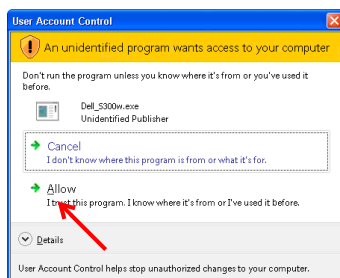 User Account Control
An unidentified program wants access to your computer
Don't run the program unless you know where it's from or you've used it
before.
Dell_S300w.exe
Unidentified Publisher
Cancel
I don't know where this program is from or what it's for.
Allow
I trust this program. I know where it's from or I've used it before.
Details
User Account Control helps stop unauthorized changes to your computer.